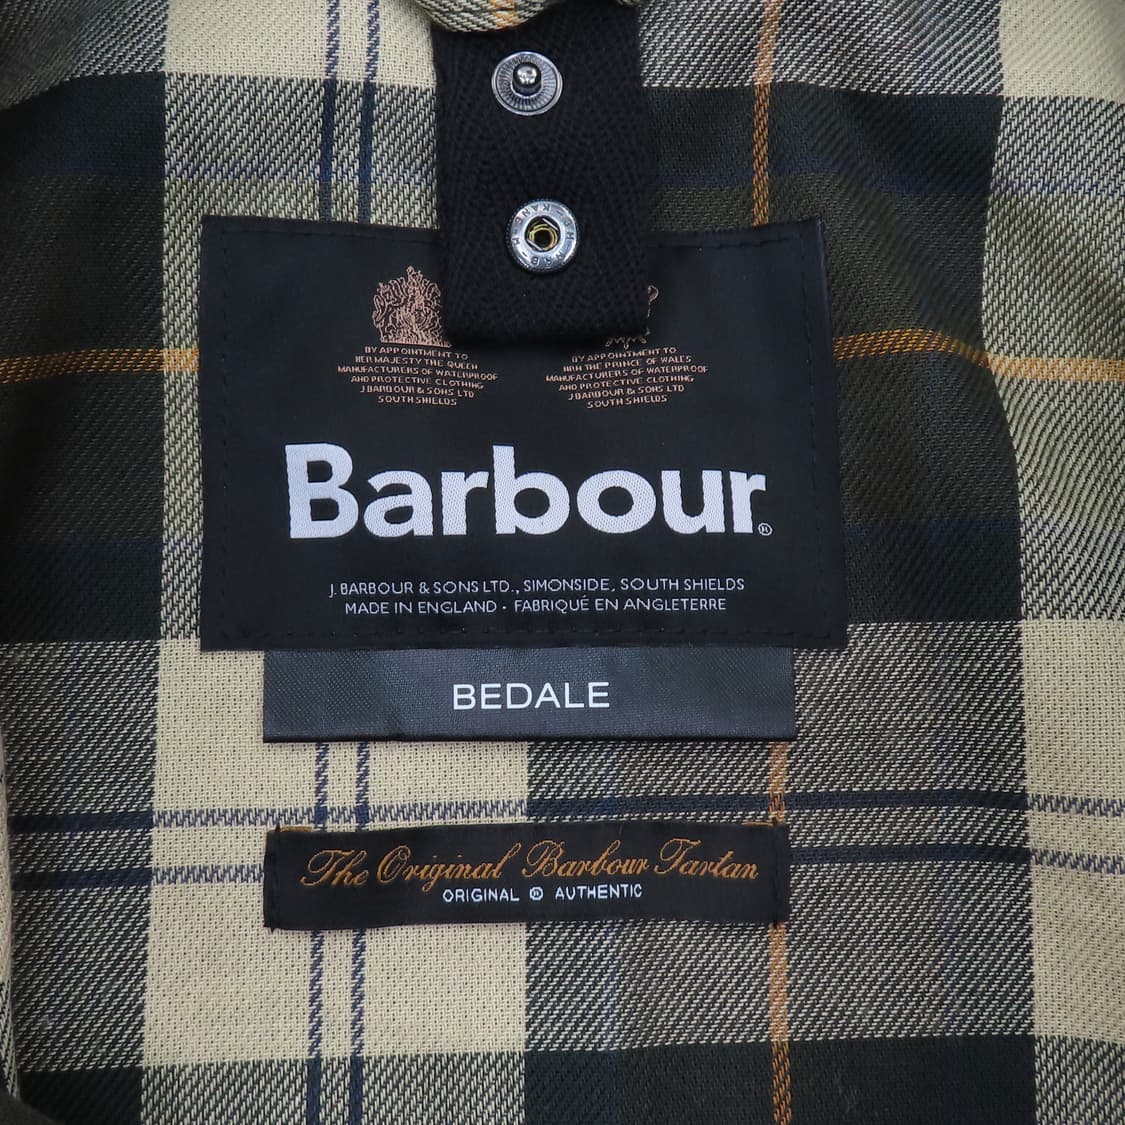 BY APPOINTMENT TO
HER MAJESTY THE QUEEN
MANUFACTURERS OF WATERPROOF
AND PROTECTIVE CLOTHING
J BARBOUR & SONS LTD
SOUTH SHIELDS
BY APPOINTMENT TO
HRH THE PRINCE OF WALES
MANUFACTURERS OF WATERPROOF
AND PROTECTIVE CLOTHING
J BARBOUR & SONS LTD
SOUTH SHIELDS
Barbour®
J. BARBOUR & SONS LTD., SIMONSIDE, SOUTH SHIELDS
MADE IN ENGLAND · FABRIQUÉ EN ANGLETERRE
BEDALE
The Original Barbour Tartan
ORIGINAL ® AUTHENTIC